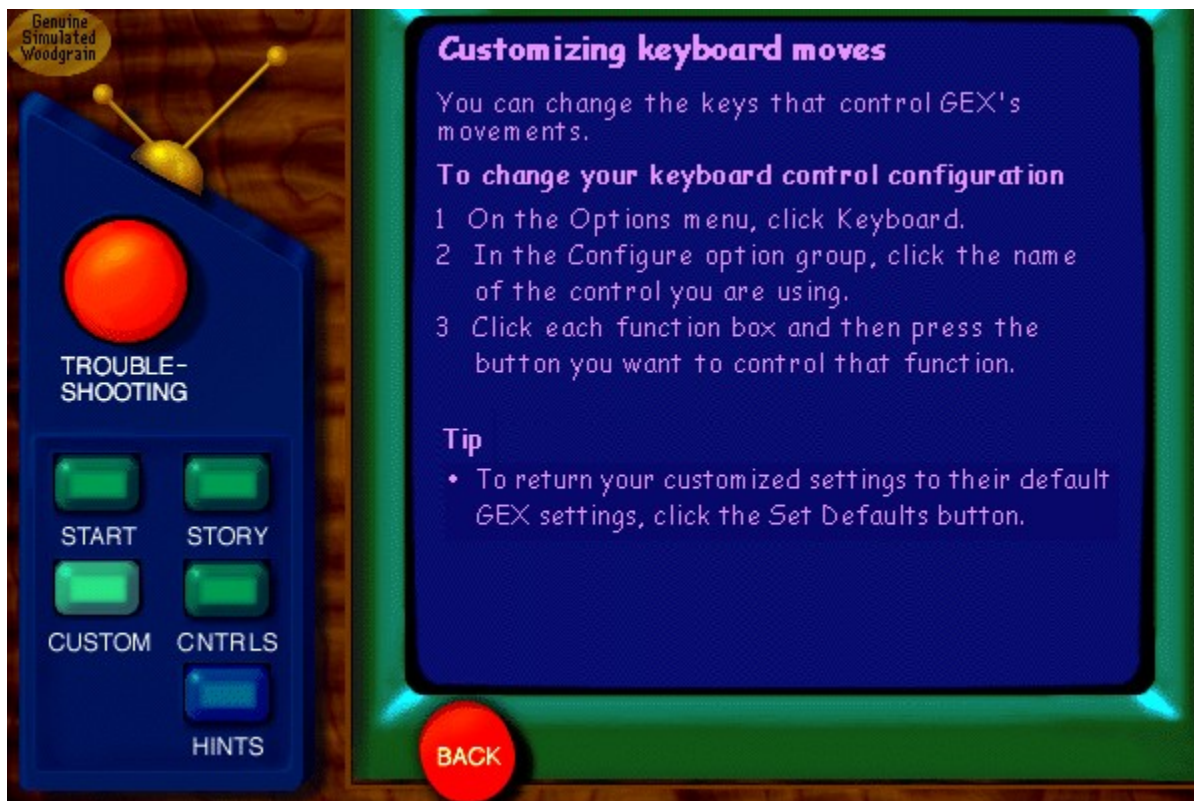 Genuine
Simulated
Woodgrain
TROUBLE-
SHOOTING
START
STORY
CUSTOM
CNTRLS
HINTS
Customizing keyboard moves
You can change the keys that control GEX's
movements.
To change your keyboard control configuration
1 On the Options menu, click Keyboard.
2 In the Configure option group, click the name
of the control you are using.
3 Click each function box and then press the
button you want to control that function.
Tip
• To return your customized settings to their default
GEX settings, click the Set Defaults button.
BACK